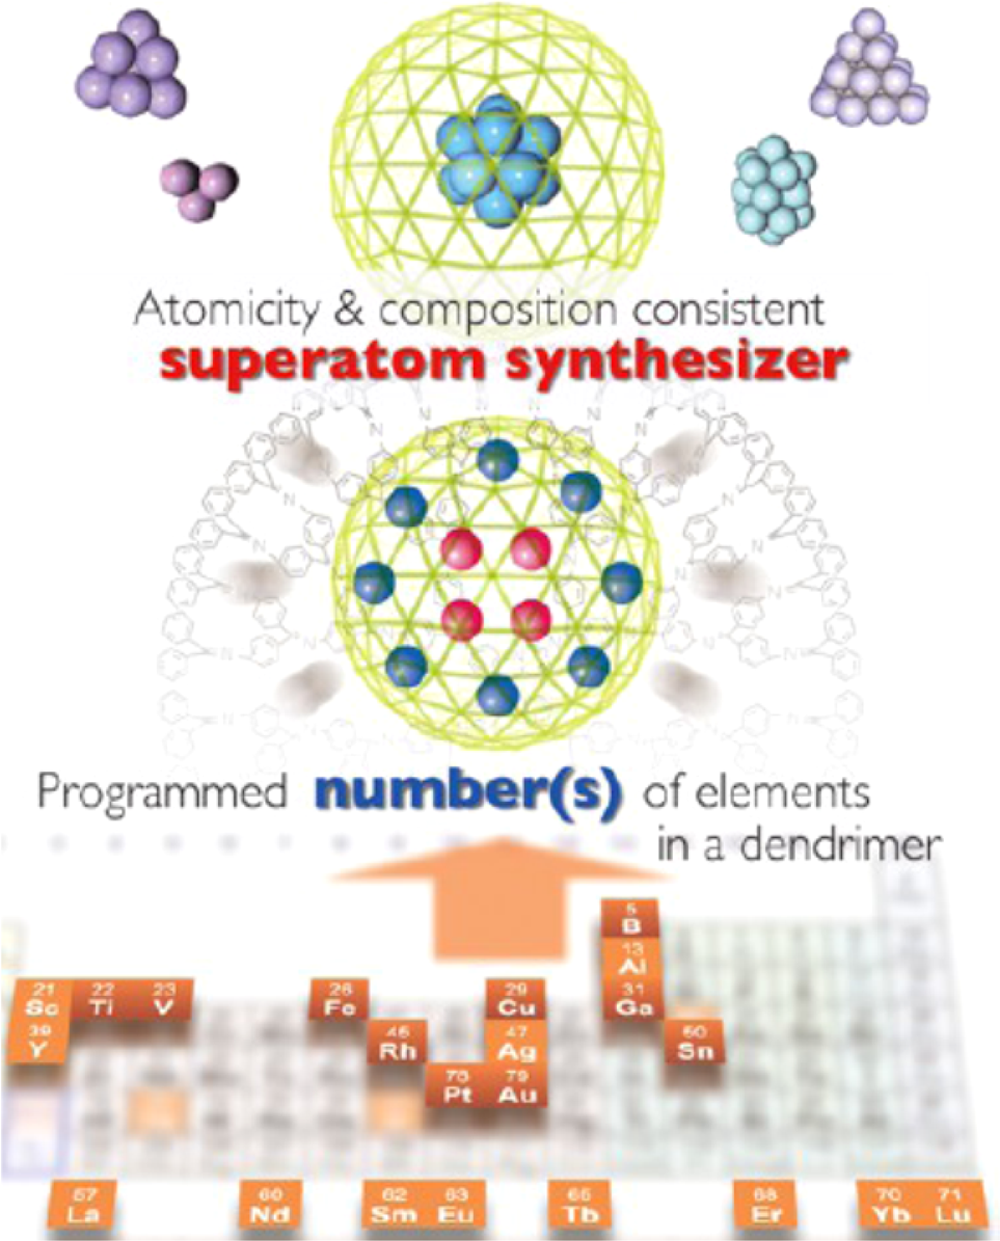 Atomicity & composition consistent
superatom synthesizer
N
N
N
N
N
N
N
N
N
N
N
N
Programmed number(s) of elements
in a dendrimer
5
B
13
Al
21 22 23 26 29 31
Sc Ti V Fe Cu Ga
39 45 47 50
Y Rh Ag Sn
78 79
Pt Au
57 60 62 63 65 68 70 71
La Nd Sm Eu Tb Er Yb Lu